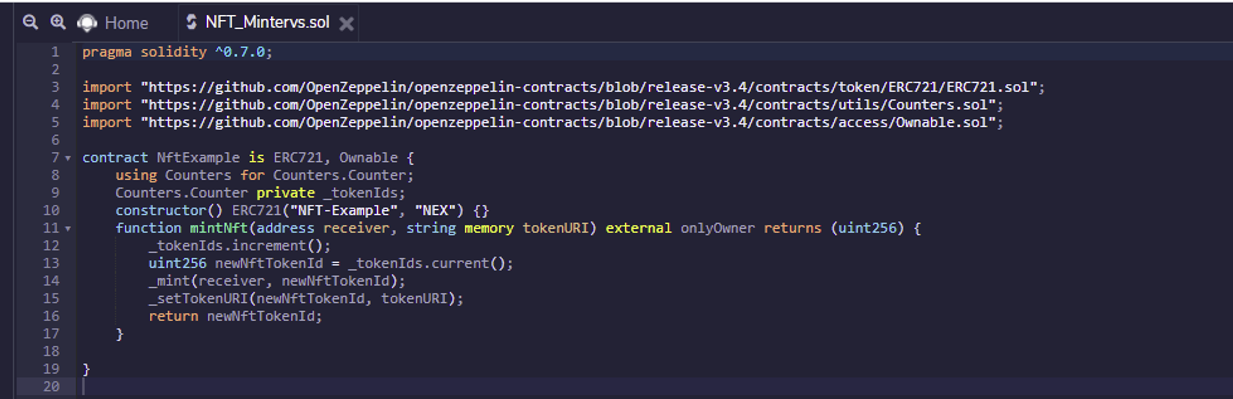 Home NFT_Mintervs.sol
1 pragma solidity ^0.7.0;
2
3 import "https://github.com/OpenZeppelin/openzeppelin-contracts/blob/release-v3.4/contracts/token/ERC721/ERC721.sol";
4 import "https://github.com/OpenZeppelin/openzeppelin-contracts/blob/release-v3.4/contracts/utils/Counters.sol";
5 import "https://github.com/OpenZeppelin/openzeppelin-contracts/blob/release-v3.4/contracts/access/Ownable.sol";
6
7 contract NftExample is ERC721, Ownable {
8 using Counters for Counters.Counter;
9 Counters.Counter private _tokenIds;
10 constructor() ERC721("NFT-Example", "NEX") {}
11 function mintNft(address receiver, string memory tokenURI) external onlyOwner returns (uint256) {
12 _tokenIds.increment();
13 uint256 newNftTokenId = _tokenIds.current();
14 _mint(receiver, newNftTokenId);
15 _setTokenURI(newNftTokenId, tokenURI);
16 return newNftTokenId;
17 }
18
19 }
20